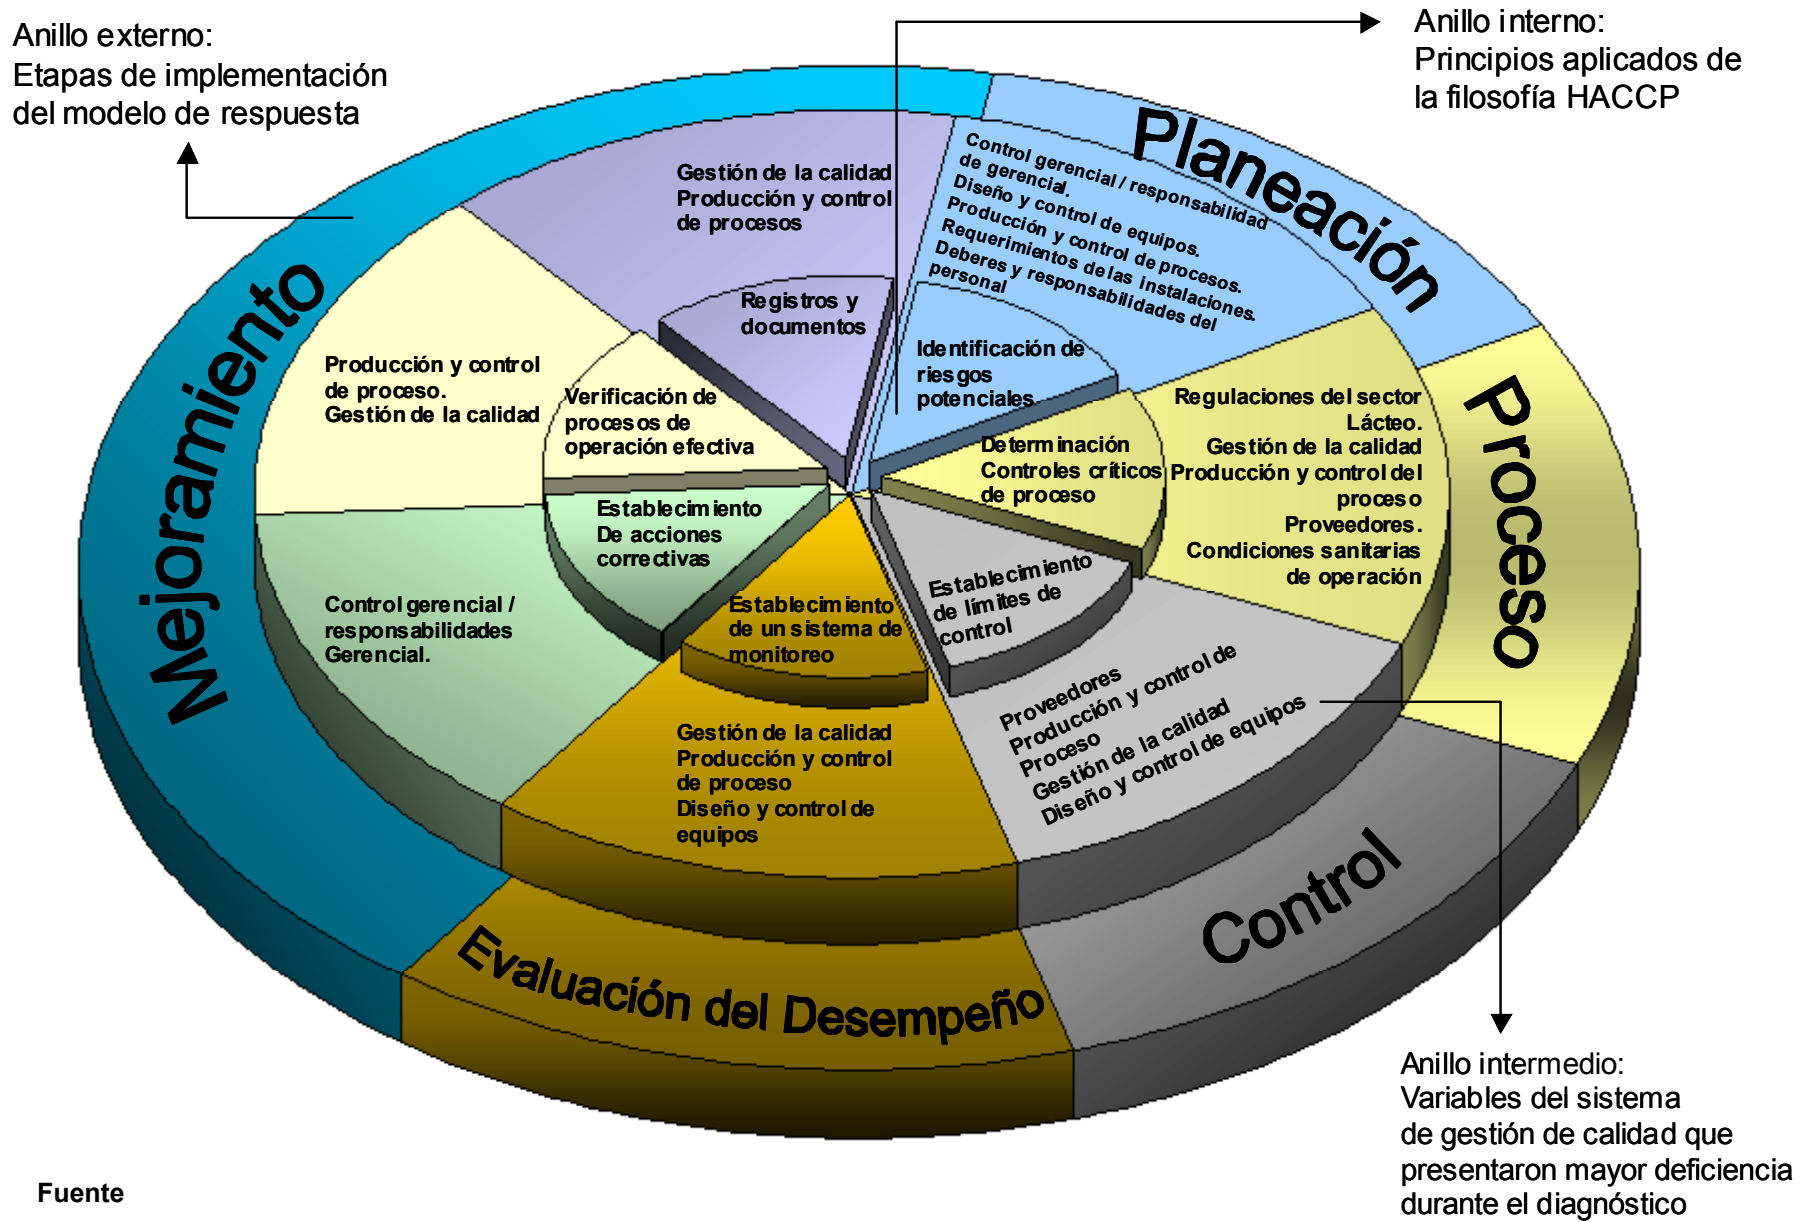 Anillo externo:
Etapas de implementación
del modelo de respuesta
Anillo interno:
Principios aplicados de
la filosofía HACCP
Planeación
Control gerencial / responsabilidad
de gerencial.
Diseño y control de equipos.
Producción y control de procesos.
Requerimientos de las instalaciones.
Deberes y responsabilidades del
personal
Gestión de la calidad
Producción y control
de procesos
Registros y
documentos
Identificación de
riesgos
potenciales
Mejoramiento
Producción y control
de proceso.
Gestión de la calidad
Verificación de
procesos de
operación efectiva
Determinación
Controles críticos
de proceso
Regulaciones del sector
Lácteo.
Gestión de la calidad
Producción y control del
proceso
Proveedores.
Condiciones sanitarias
de operación
Proceso
Establecimiento
De acciones
correctivas
Control gerencial /
responsabilidades
Gerencial.
Establecimiento
de un sistema de
monitoreo
Establecimiento
de límites de
control
Gestión de la calidad
Producción y control
de proceso
Diseño y control de
equipos
Proveedores
Producción y control de
Proceso
Gestión de la calidad
Diseño y control de equipos
Control
Evaluación del Desempeño
Anillo intermedio:
Variables del sistema
de gestión de calidad que
presentaron mayor deficiencia
durante el diagnóstico
Fuente